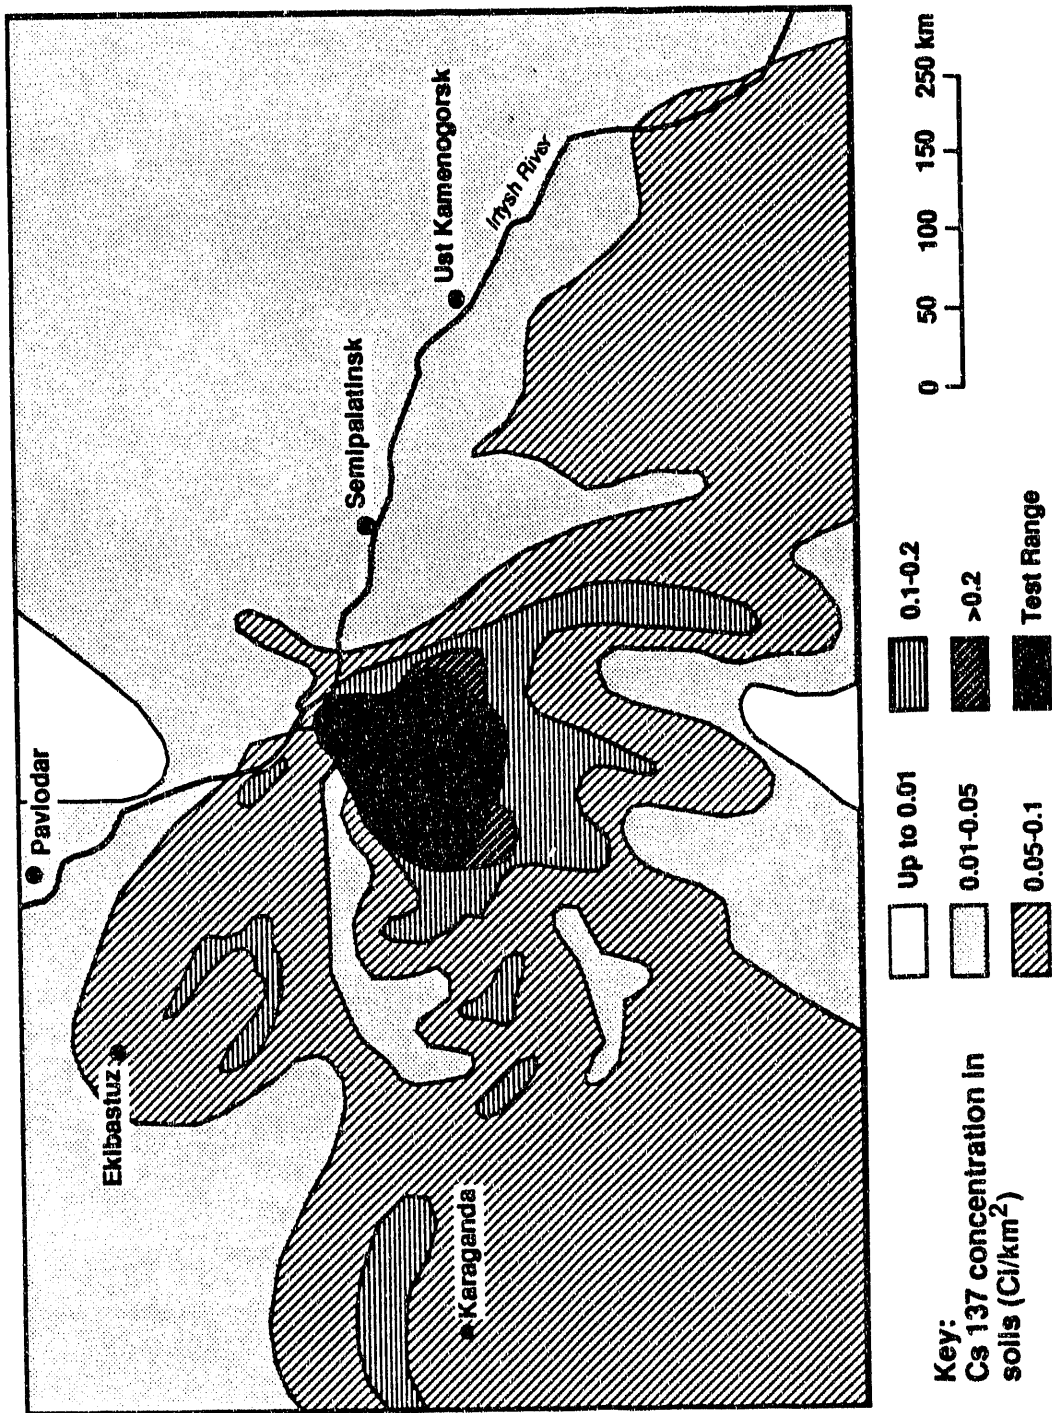 Pavlodar
Ekibastuz
Semipalatinsk
Ust Kamenogorsk
Irtysh River
Karaganda
Key:
Cs 137 concentration in
soils (Ci/km²)
Up to 0.01
0.01-0.05
0.05-0.1
0.1-0.2
>0.2
Test Range
0 50 100 150 250 km